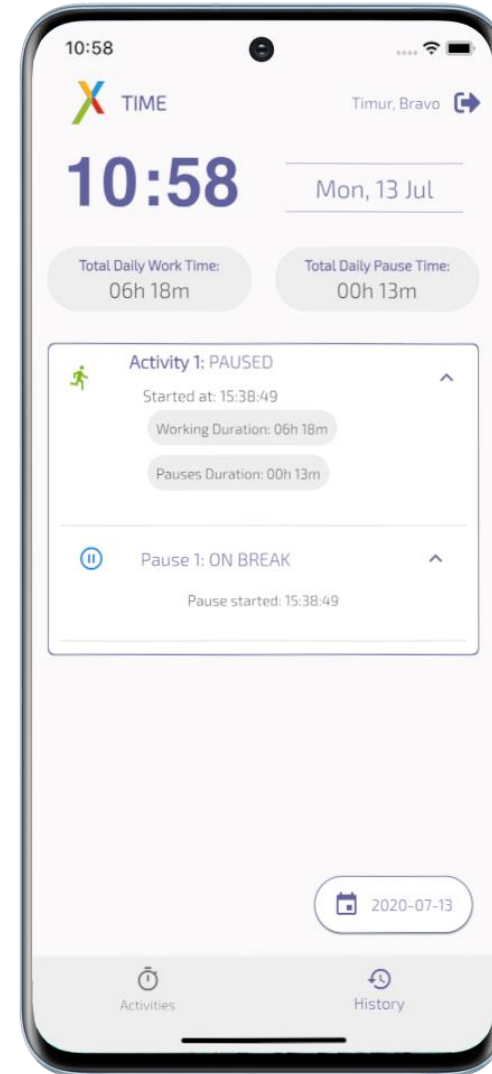 10:58
TIME
Timur, Bravo
10:58
Mon, 13 Jul
Total Daily Work Time:
06h 18m
Total Daily Pause Time:
00h 13m
Activity 1: PAUSED
Started at: 15:38:49
Working Duration: 06h 18m
Pauses Duration: 00h 13m
Pause 1: ON BREAK
Pause started: 15:38:49
2020-07-13
Activities
History